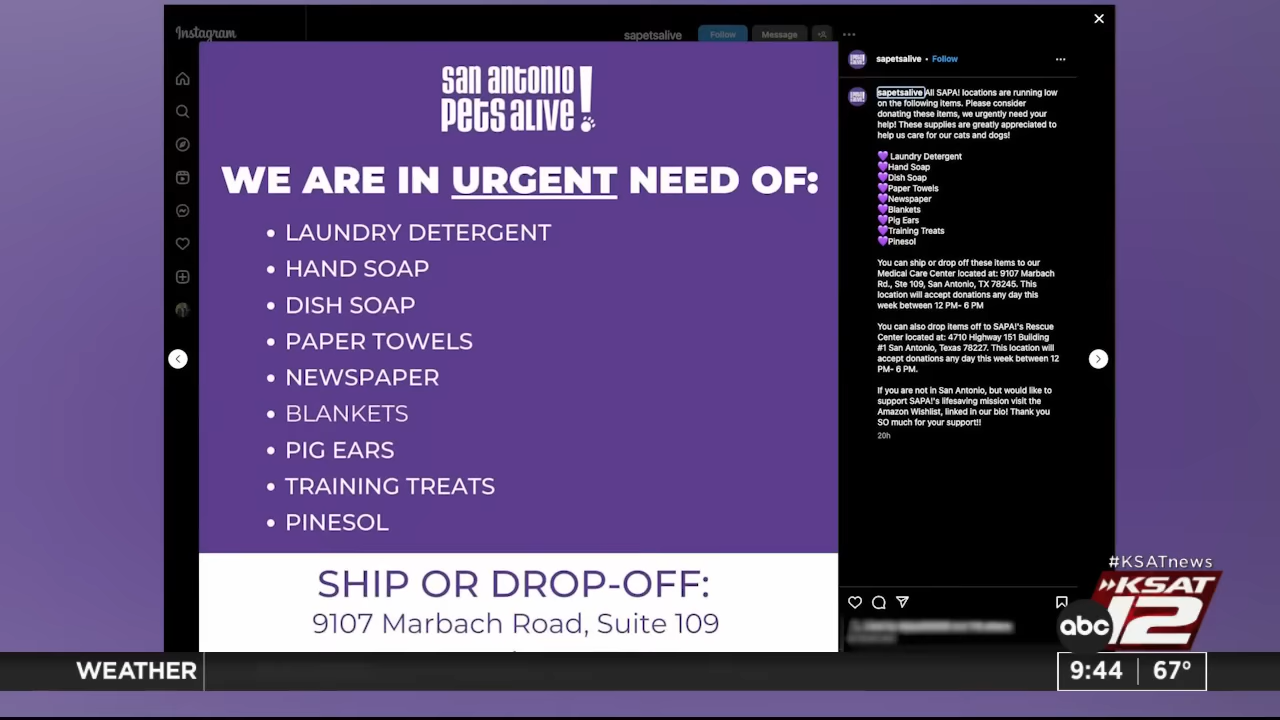 Instagram
sapetsalive
Follow
Message
san antonio
pets alive!
WE ARE IN URGENT NEED OF:
• LAUNDRY DETERGENT
• HAND SOAP
• DISH SOAP
• PAPER TOWELS
• NEWSPAPER
• BLANKETS
• PIG EARS
• TRAINING TREATS
• PINESOL
SHIP OR DROP-OFF:
9107 Marbach Road, Suite 109
sapetsalive • Follow
sapetsalive All SAPA! locations are running low
on the following items. Please consider
donating these items, we urgently need your
help! These supplies are greatly appreciated to
help us care for our cats and dogs!
💜 Laundry Detergent
💜Hand Soap
💜Dish Soap
💜Paper Towels
💜Newspaper
💜Blankets
💜Pig Ears
💜Training Treats
💜Pinesol
You can ship or drop off these items to our
Medical Care Center located at: 9107 Marbach
Rd., Ste 109, San Antonio, TX 78245. This
location will accept donations any day this
week between 12 PM- 6 PM
You can also drop items off to SAPA!'s Rescue
Center located at: 4710 Highway 151 Building
#1 San Antonio, Texas 78227. This location will
accept donations any day this week between 12
PM- 6 PM.
If you are not in San Antonio, but would like to
support SAPA!'s lifesaving mission visit the
Amazon Wishlist, linked in our bio! Thank you
SO much for your support!!
20h
#KSATnews
KSAT
abc 12
WEATHER
9:44 67°